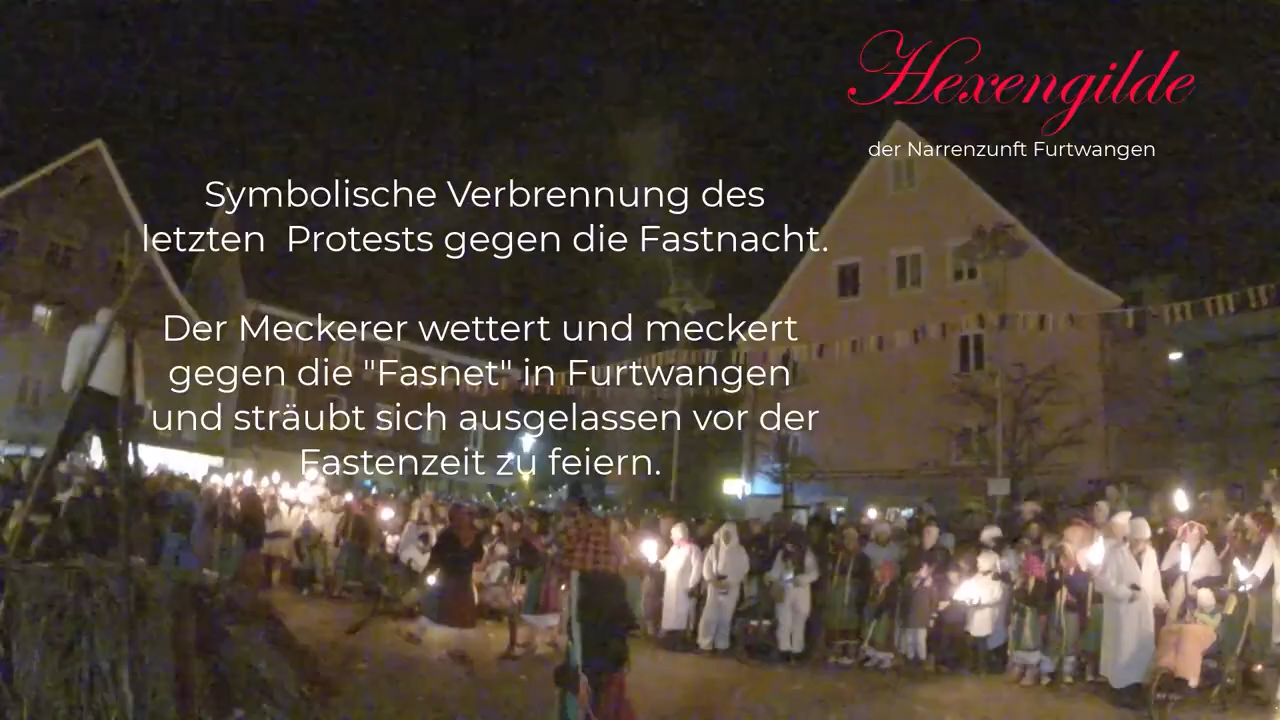 Hexengilde
der Narrenzunft Furtwangen
Symbolische Verbrennung des
letzten  Protests gegen die Fastnacht.
Der Meckerer wettert und meckert
gegen die "Fasnet" in Furtwangen
und sträubt sich ausgelassen vor der
Fastenzeit zu feiern.